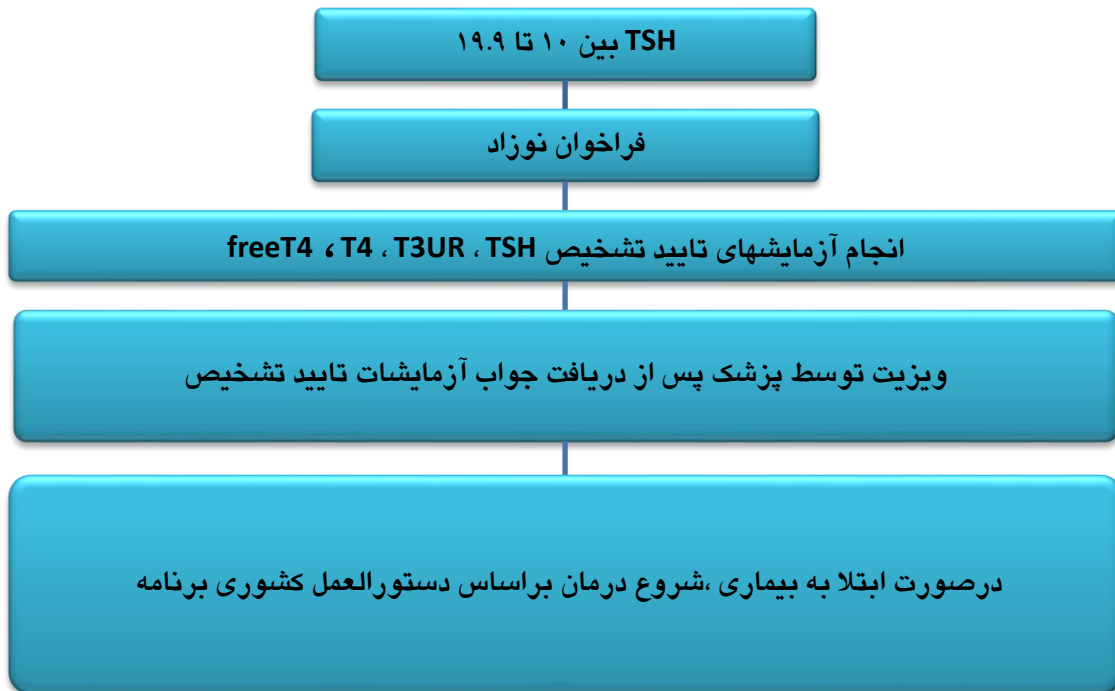 TSH بین ۱۰ تا ۱۹.۹
فراخوان نوزاد
انجام آزمایشهای تایید تشخیص freeT4 ، T4 ، T3UR ، TSH
ویزیت توسط پزشک پس از دریافت جواب آزمایشات تایید تشخیص
درصورت ابتلا به بیماری ،شروع درمان براساس دستورالعمل کشوری برنامه